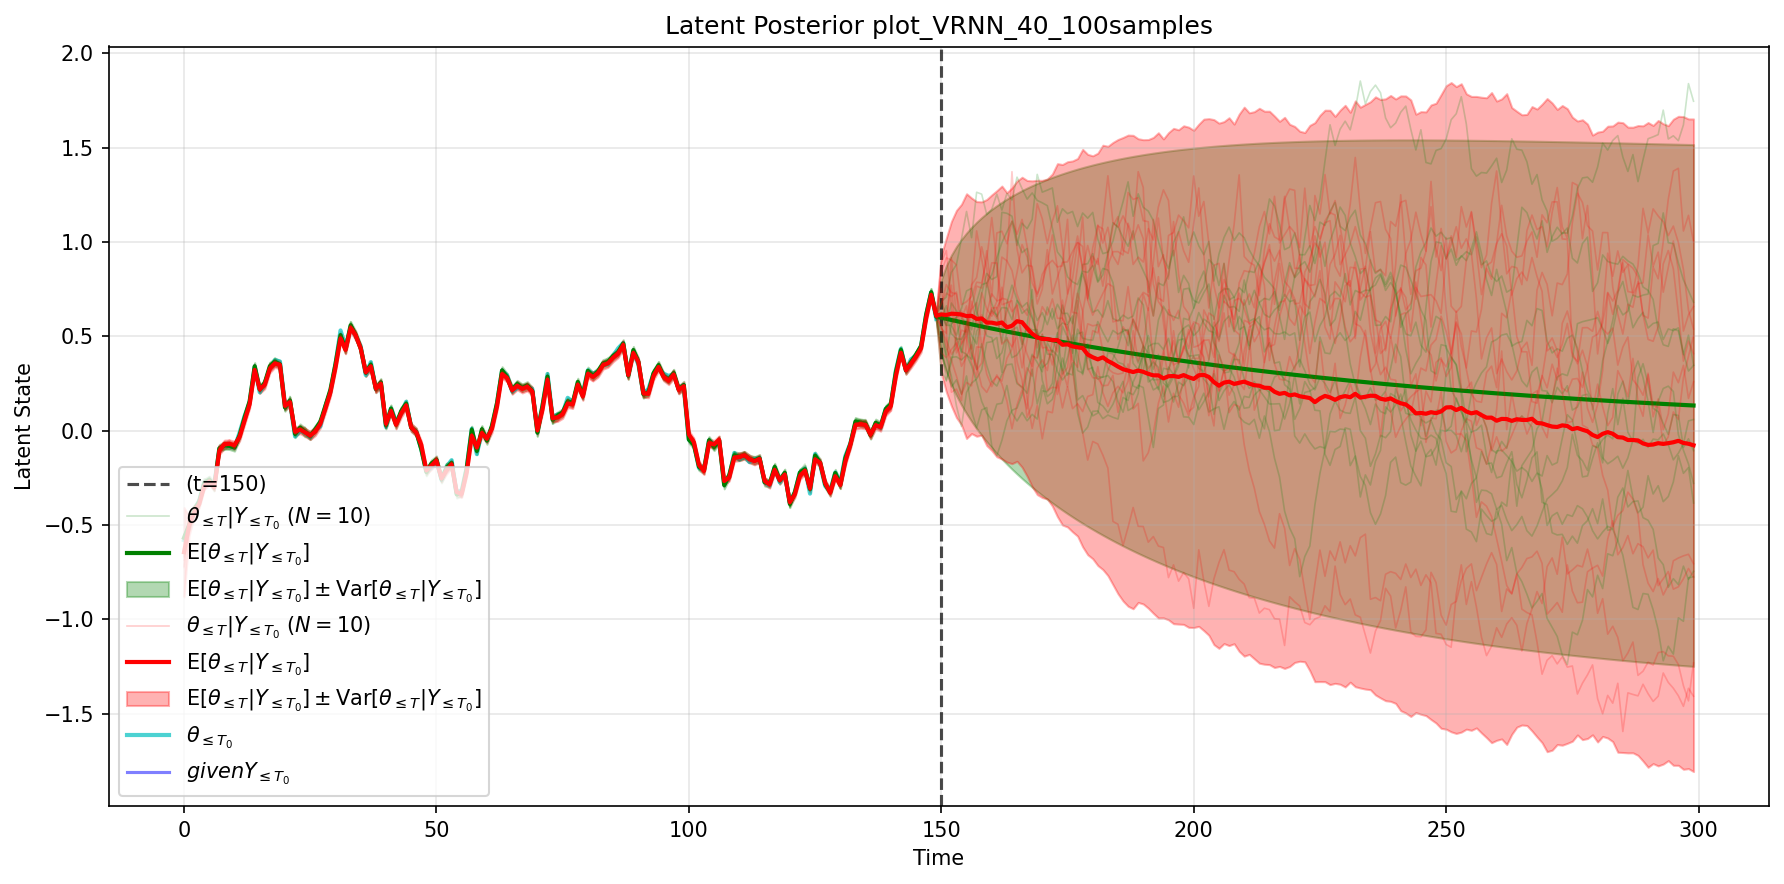 Latent Posterior plot_VRNN_40_100samples
Latent State
2.0
1.5
1.0
0.5
0.0
−0.5
−1.0
−1.5
(t=150)
θ≤T|Y≤T₀ (N = 10)
E[θ≤T|Y≤T₀]
E[θ≤T|Y≤T₀] ± Var[θ≤T|Y≤T₀]
θ≤T|Y≤T₀ (N = 10)
E[θ≤T|Y≤T₀]
E[θ≤T|Y≤T₀] ± Var[θ≤T|Y≤T₀]
θ≤T₀
givenY≤T₀
0 50 100 150 200 250 300
Time